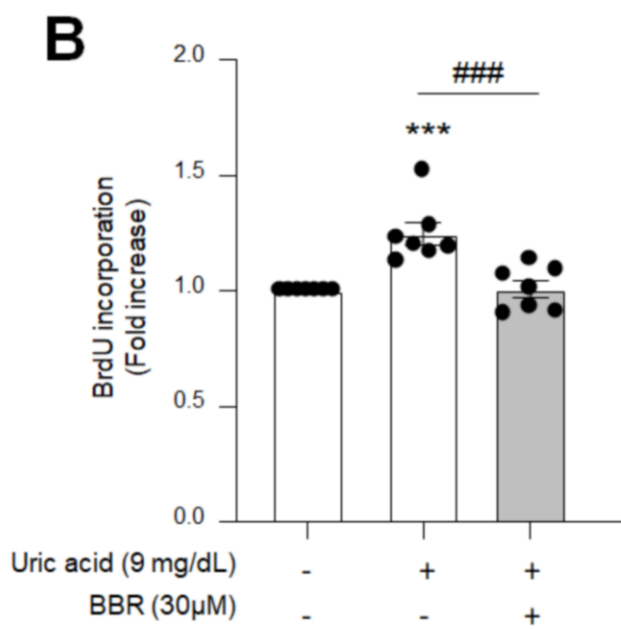 B
2.0
###
***
1.5
1.0
0.5
0.0
BrdU incorporation
(Fold increase)
Uric acid (9 mg/dL) - + +
BBR (30µM) - - +